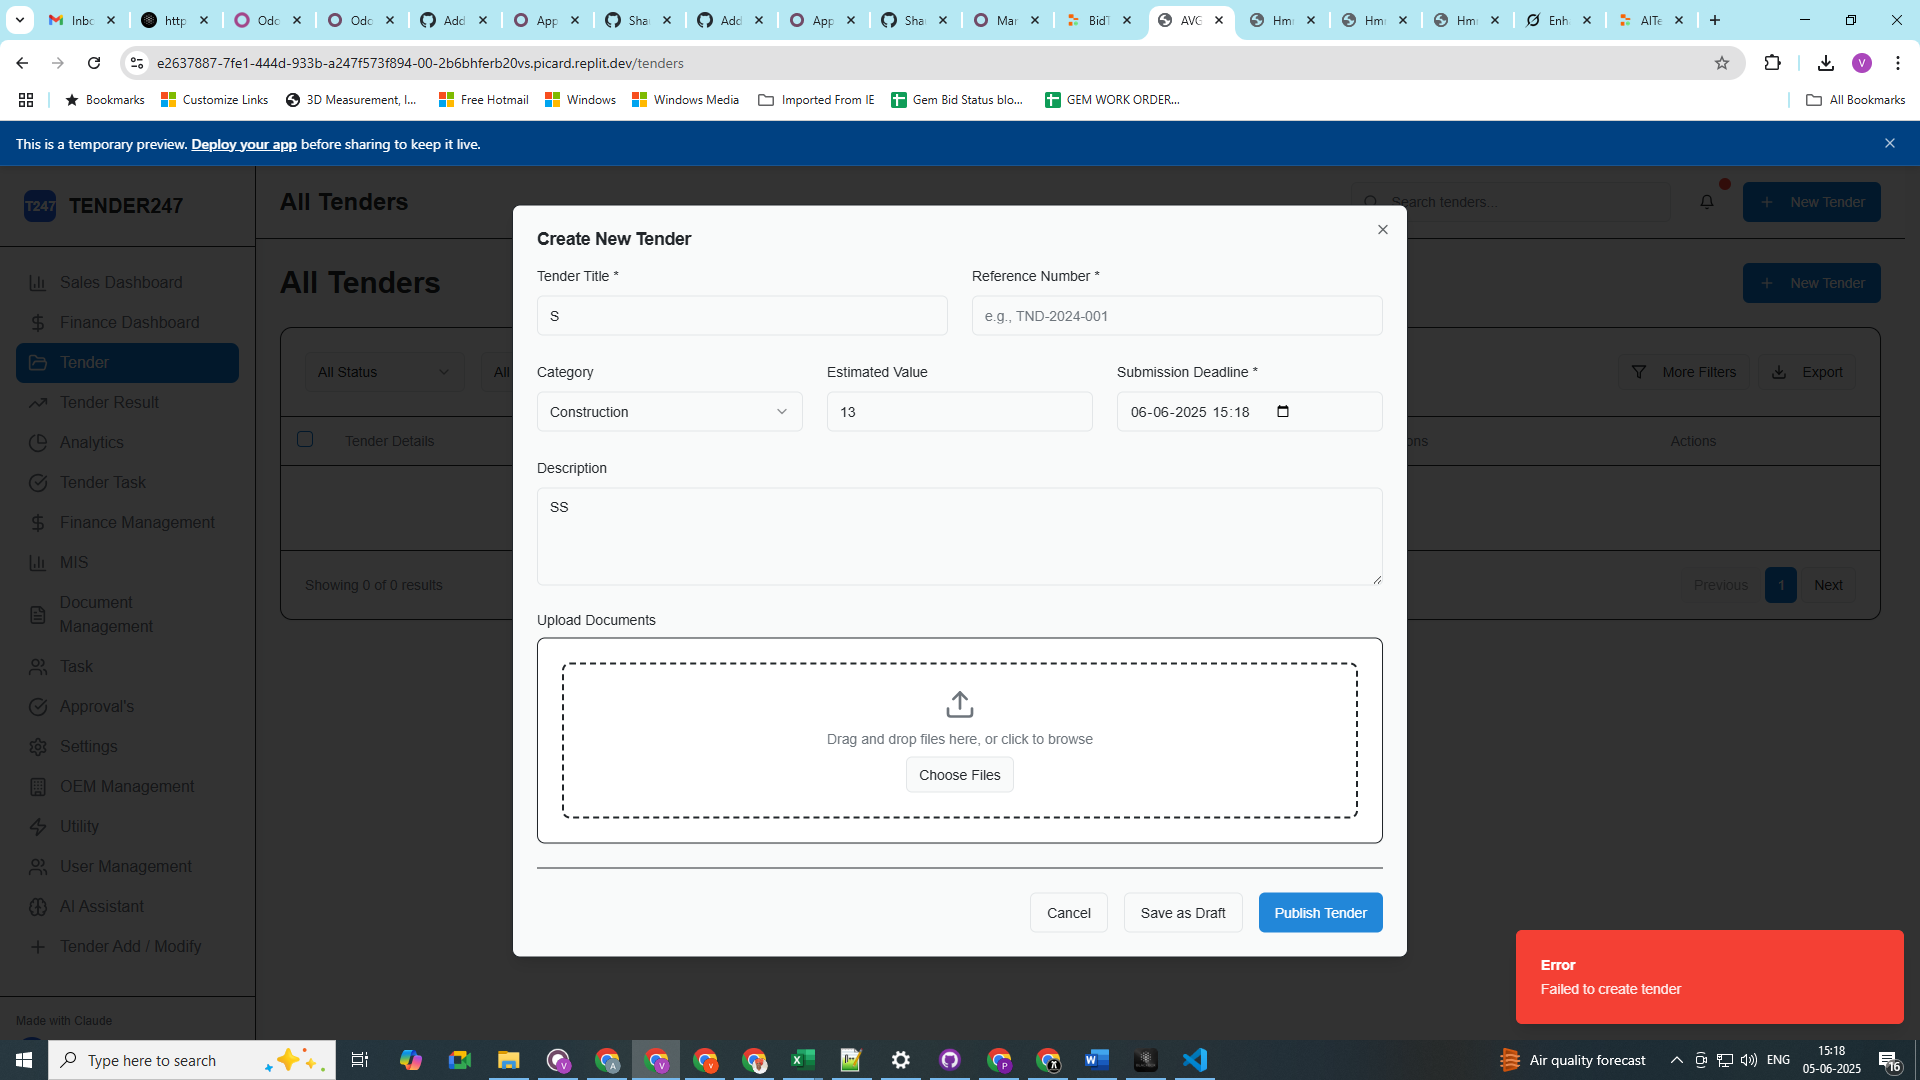 Inbo
http
Odo
Odo
Add
App
Sha
Add
App
Sha
Mar
BidT
AVG
Hm
Hm
Hm
Enh
AITe
e2637887-7fe1-444d-933b-a247f573f894-00-2b6bhferb20vs.picard.replit.dev/tenders
V
Bookmarks
Customize Links
3D Measurement, I...
Free Hotmail
Windows
Windows Media
Imported From IE
Gem Bid Status blo...
GEM WORK ORDER...
All Bookmarks
This is a temporary preview. Deploy your app before sharing to keep it live.
T247 TENDER247
All Tenders
Search tenders...
New Tender
Sales Dashboard
Finance Dashboard
Tender
Tender Result
Analytics
Tender Task
Finance Management
MIS
Document
Management
Task
Approval's
Settings
OEM Management
Utility
User Management
AI Assistant
Tender Add / Modify
Made with Claude
All Tenders
New Tender
All Status
All
More Filters
Export
Tender Details
ons
Actions
Showing 0 of 0 results
Previous
1
Next
Create New Tender
Tender Title *
Reference Number *
S
e.g., TND-2024-001
Category
Estimated Value
Submission Deadline *
Construction
13
06-06-2025 15:18
Description
SS
Upload Documents
Drag and drop files here, or click to browse
Choose Files
Cancel
Save as Draft
Publish Tender
Error
Failed to create tender
Type here to search
Air quality forecast
ENG
15:18
05-06-2025
16